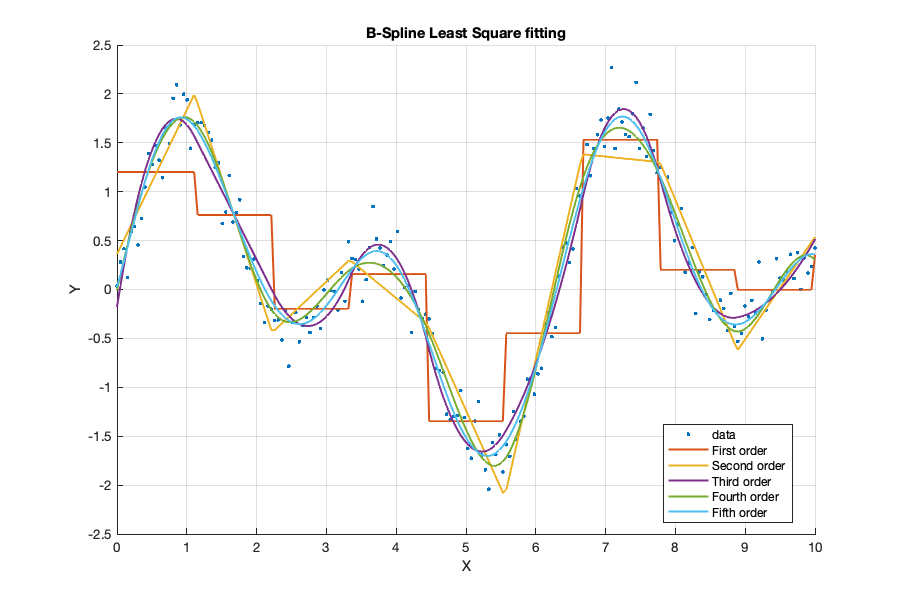 B-Spline Least Square fitting
2.5
2
1.5
1
0.5
0
-0.5
-1
-1.5
-2
-2.5
Y
0 1 2 3 4 5 6 7 8 9 10
X
data
First order
Second order
Third order
Fourth order
Fifth order